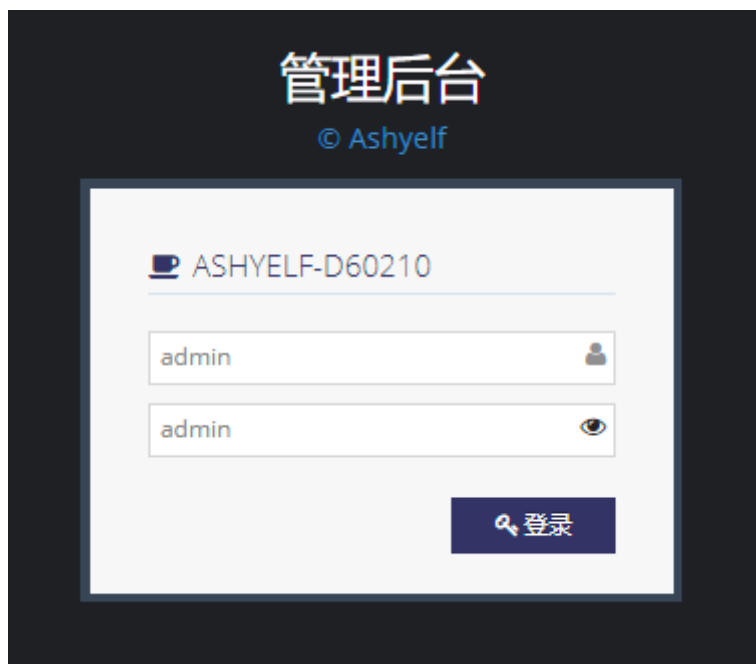 管理后台
© Ashyelf
ASHYELF-D60210
admin
admin
登录